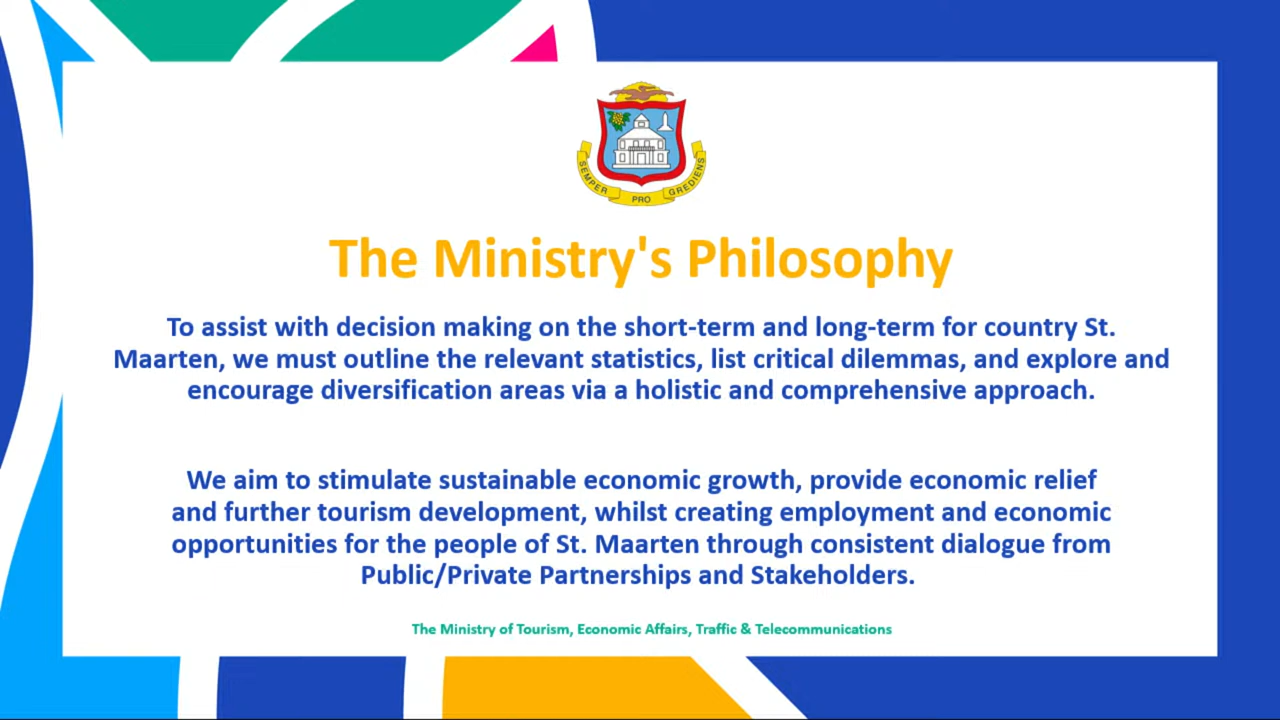 SEMPER PRO GREDIENS
The Ministry's Philosophy
To assist with decision making on the short-term and long-term for country St.
Maarten, we must outline the relevant statistics, list critical dilemmas, and explore and
encourage diversification areas via a holistic and comprehensive approach.
We aim to stimulate sustainable economic growth, provide economic relief
and further tourism development, whilst creating employment and economic
opportunities for the people of St. Maarten through consistent dialogue from
Public/Private Partnerships and Stakeholders.
The Ministry of Tourism, Economic Affairs, Traffic & Telecommunications